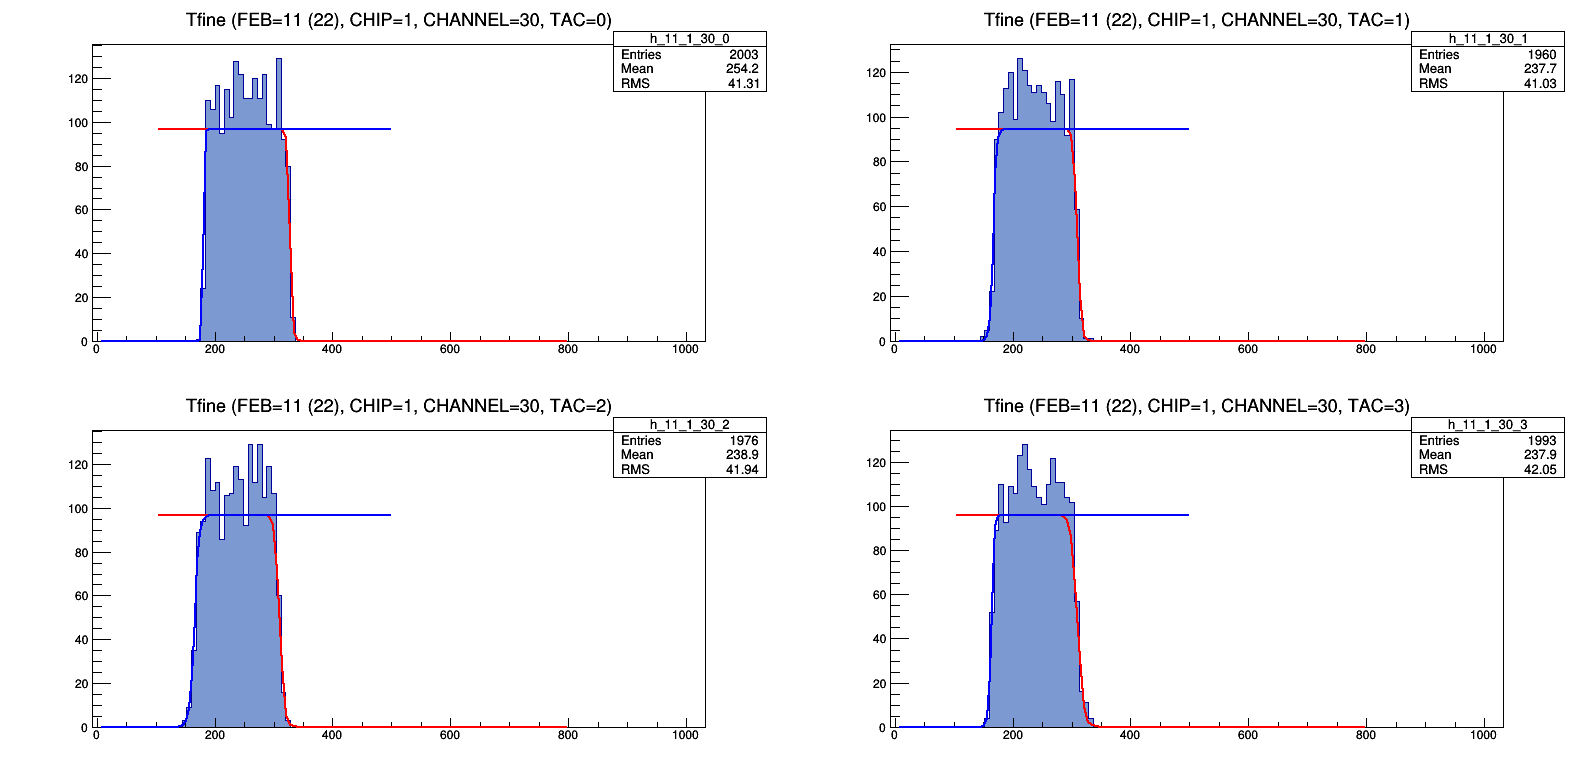 Tfine (FEB=11 (22), CHIP=1, CHANNEL=30, TAC=0)
h_11_1_30_0
Entries 2003
Mean 254.2
RMS 41.31
120
100
80
60
40
20
0
0 200 400 600 800 1000
Tfine (FEB=11 (22), CHIP=1, CHANNEL=30, TAC=1)
h_11_1_30_1
Entries 1960
Mean 237.7
RMS 41.03
120
100
80
60
40
20
0
0 200 400 600 800 1000
Tfine (FEB=11 (22), CHIP=1, CHANNEL=30, TAC=2)
h_11_1_30_2
Entries 1976
Mean 238.9
RMS 41.94
120
100
80
60
40
20
0
0 200 400 600 800 1000
Tfine (FEB=11 (22), CHIP=1, CHANNEL=30, TAC=3)
h_11_1_30_3
Entries 1993
Mean 237.9
RMS 42.05
120
100
80
60
40
20
0
0 200 400 600 800 1000